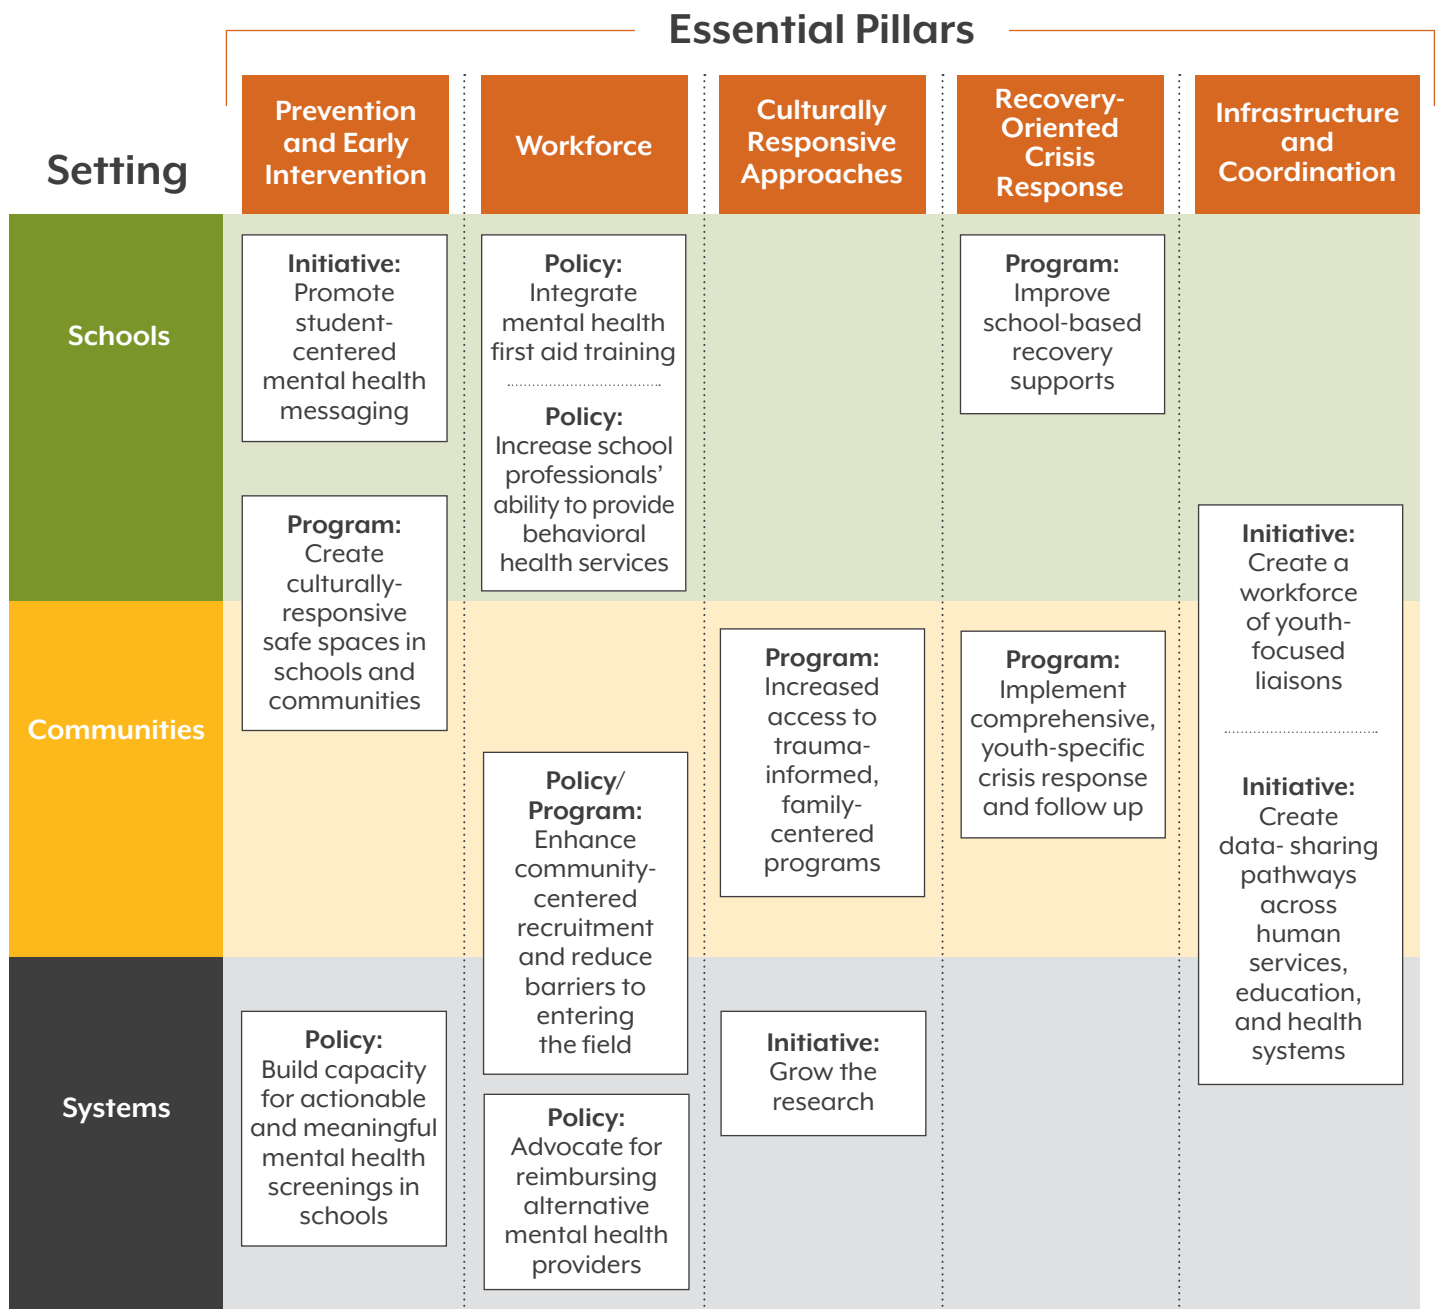 Essential Pillars
Setting
Prevention
and Early
Intervention
Workforce
Culturally
Responsive
Approaches
Recovery-
Oriented
Crisis
Response
Infrastructure
and
Coordination
Schools
Initiative:
Promote
student-
centered
mental health
messaging
Program:
Create
culturally-
responsive
safe spaces in
schools and
communities
Policy:
Integrate
mental health
first aid training
Policy:
Increase school
professionals’
ability to provide
behavioral
health services
Program:
Improve
school-based
recovery
supports
Initiative:
Create a
workforce
of youth-
focused
liaisons
Initiative:
Create
data- sharing
pathways
across
human
services,
education,
and health
systems
Communities
Policy/
Program:
Enhance
community-
centered
recruitment
and reduce
barriers to
entering
the field
Program:
Increased
access to
trauma-
informed,
family-
centered
programs
Program:
Implement
comprehensive,
youth-specific
crisis response
and follow up
Systems
Policy:
Build capacity
for actionable
and meaningful
mental health
screenings in
schools
Policy:
Advocate for
reimbursing
alternative
mental health
providers
Initiative:
Grow the
research